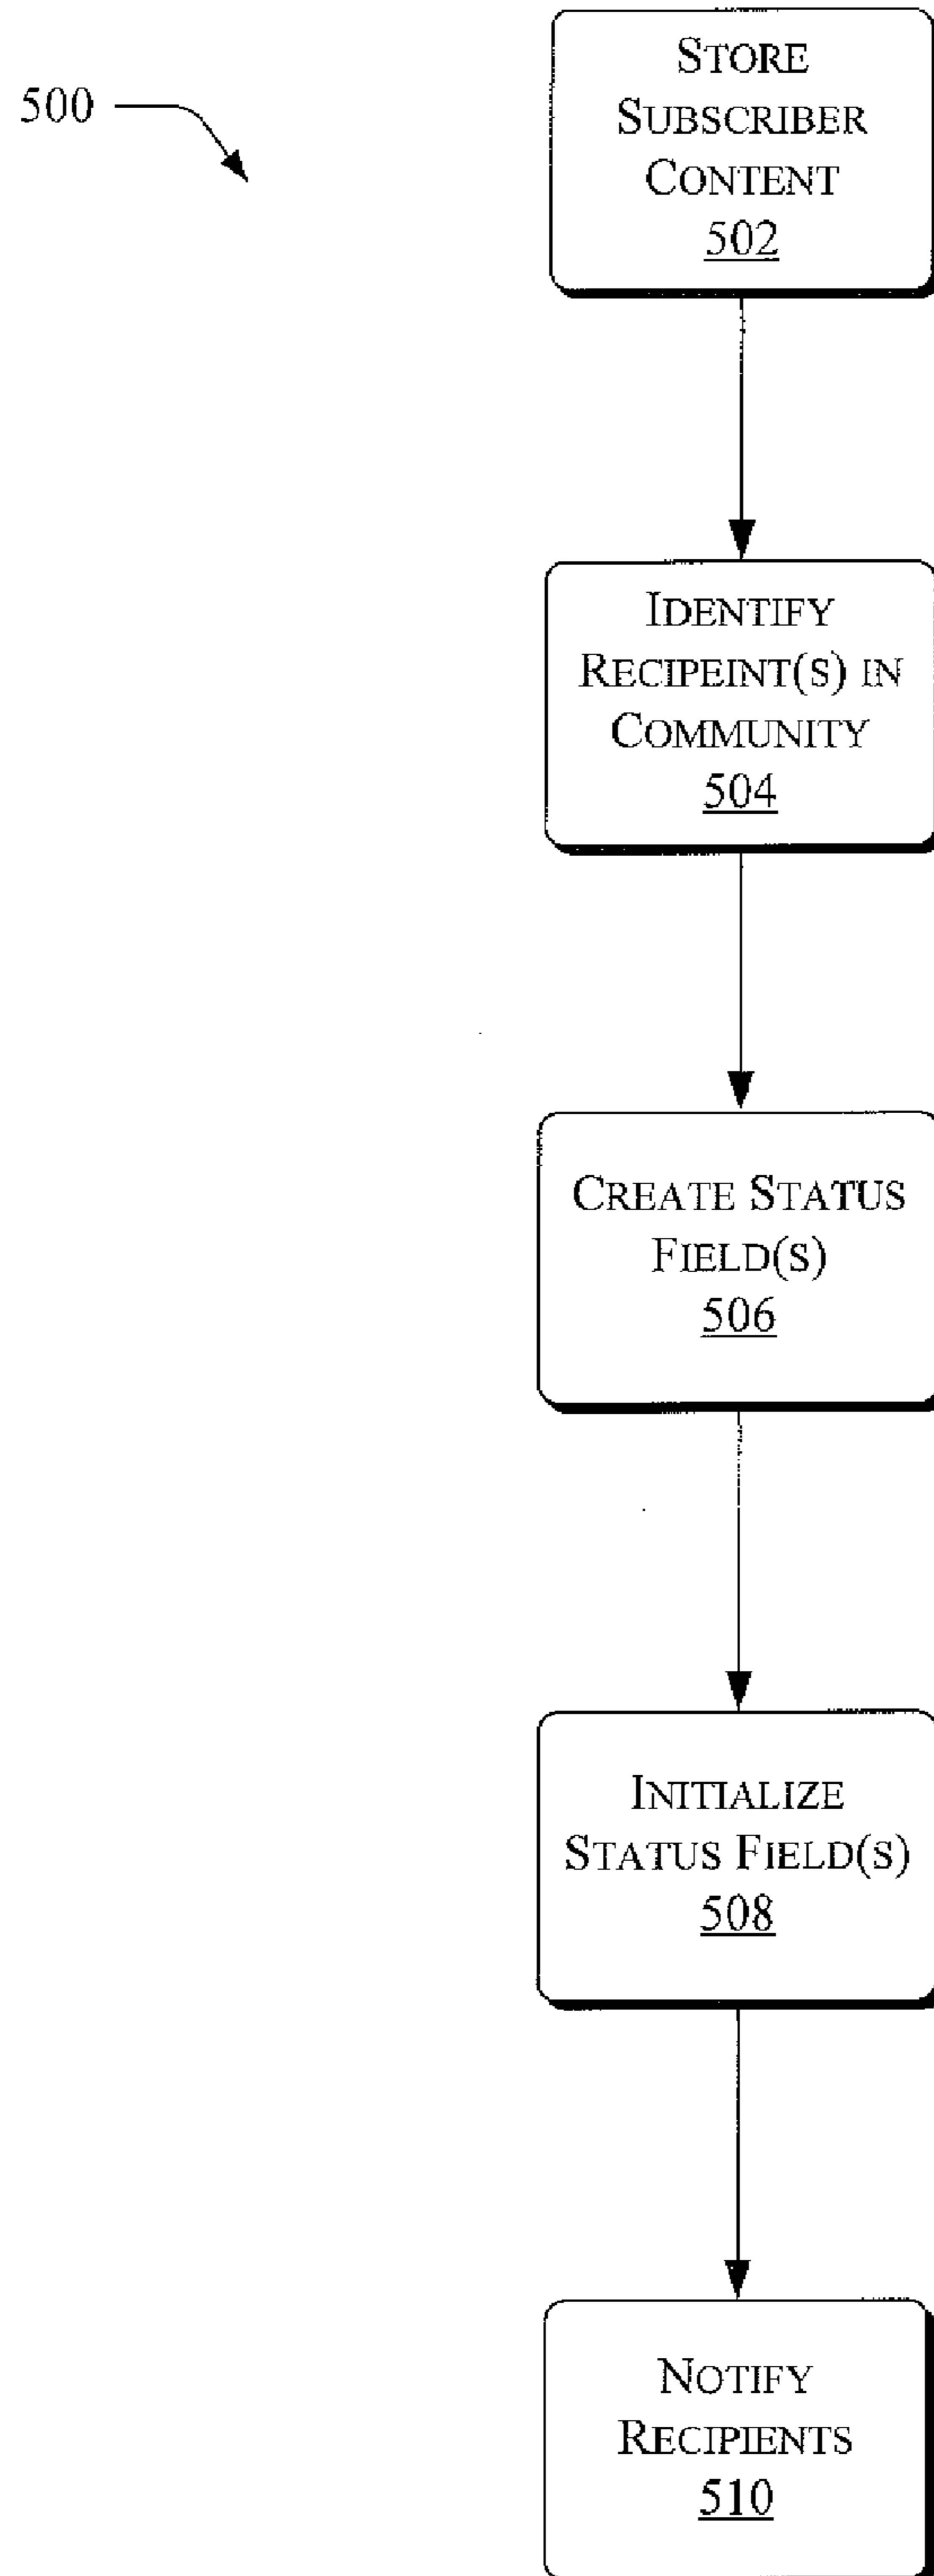 500
STORE
SUBSCRIBER
CONTENT
502
IDENTIFY
RECIPEINT(S) IN
COMMUNITY
504
CREATE STATUS
FIELD(S)
506
INITIALIZE
STATUS FIELD(S)
508
NOTIFY
RECIPIENTS
510